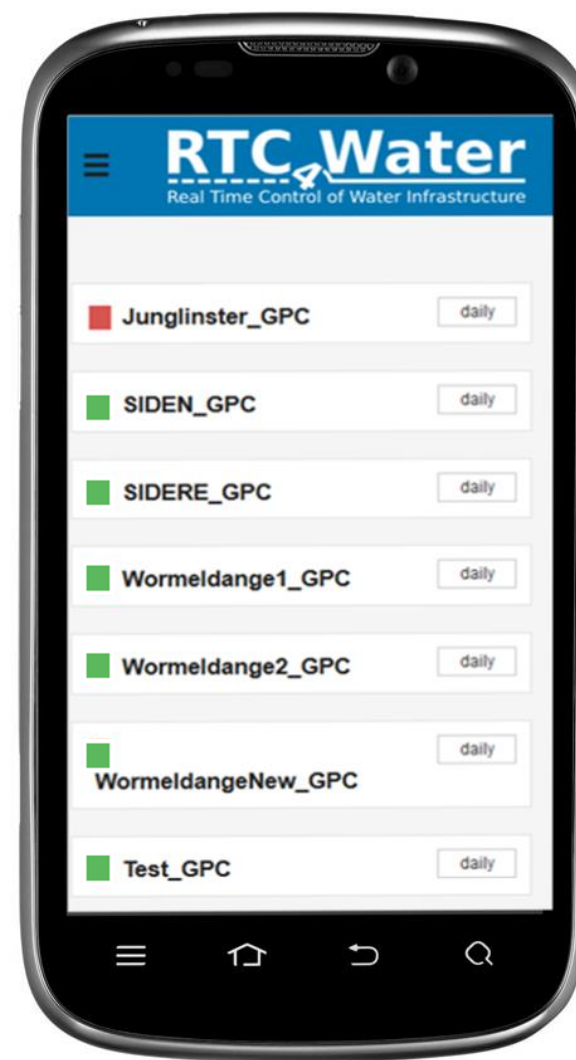 RTC4Water
Real Time Control of Water Infrastructure
Junglinster_GPC daily
SIDEN_GPC daily
SIDERE_GPC daily
Wormeldange1_GPC daily
Wormeldange2_GPC daily
daily
WormeldangeNew_GPC
Test_GPC daily